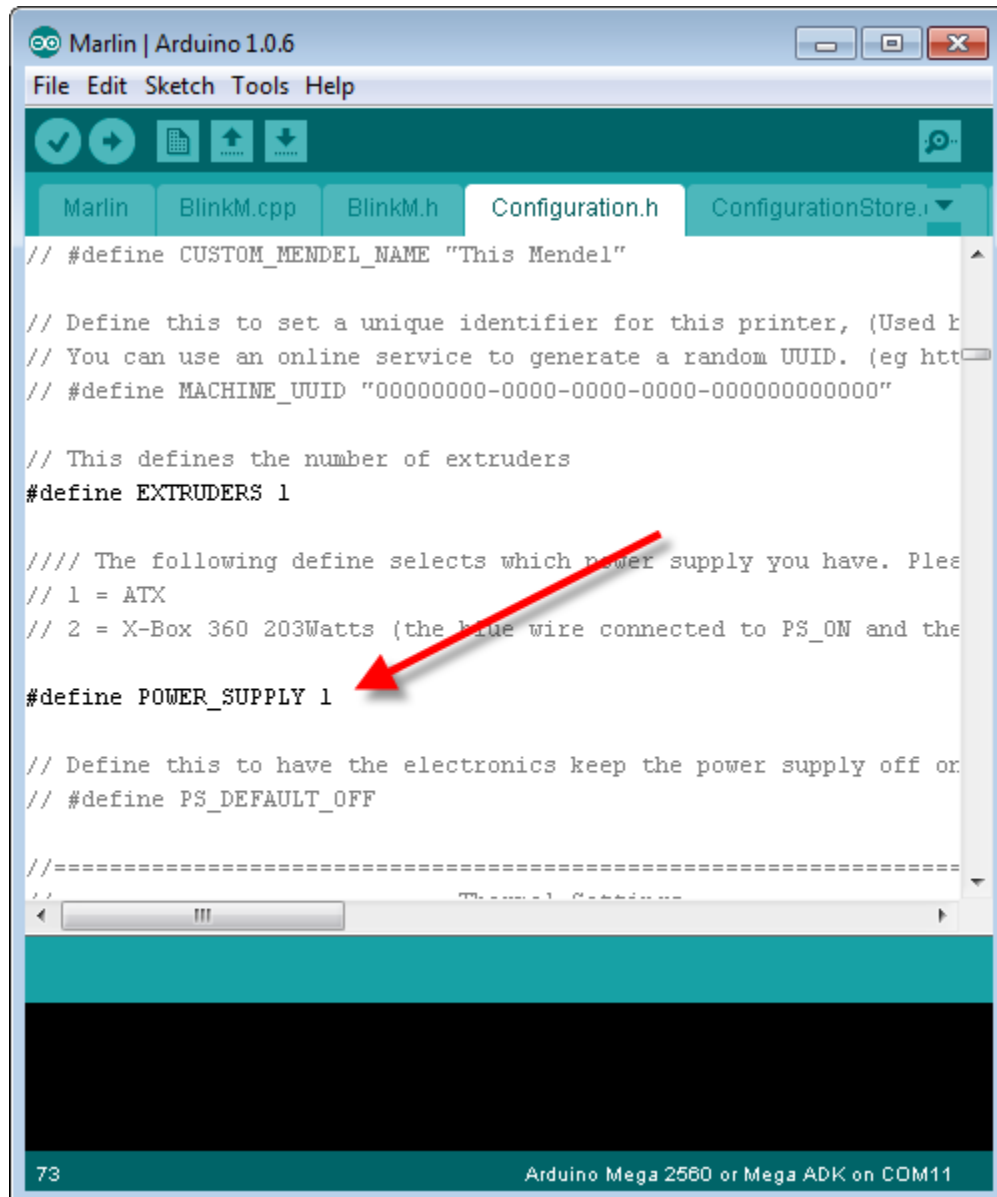 Marlin | Arduino 1.0.6
File Edit Sketch Tools Help
Marlin BlinkM.cpp BlinkM.h Configuration.h ConfigurationStore.
// #define CUSTOM_MENDEL_NAME "This Mendel"
// Define this to set a unique identifier for this printer, (Used
// You can use an online service to generate a random UUID. (eg htt
// #define MACHINE_UUID "00000000-0000-0000-0000-000000000000"
// This defines the number of extruders
#define EXTRUDERS 1
//// The following define selects which power supply you have. Plea
// 1 = ATX
// 2 = X-Box 360 203Watts (the blue wire connected to PS_ON and the
#define POWER_SUPPLY 1
// Define this to have the electronics keep the power supply off on
// #define PS_DEFAULT_OFF
//===================================================================
// Thermal Settings
73 Arduino Mega 2560 or Mega ADK on COM11